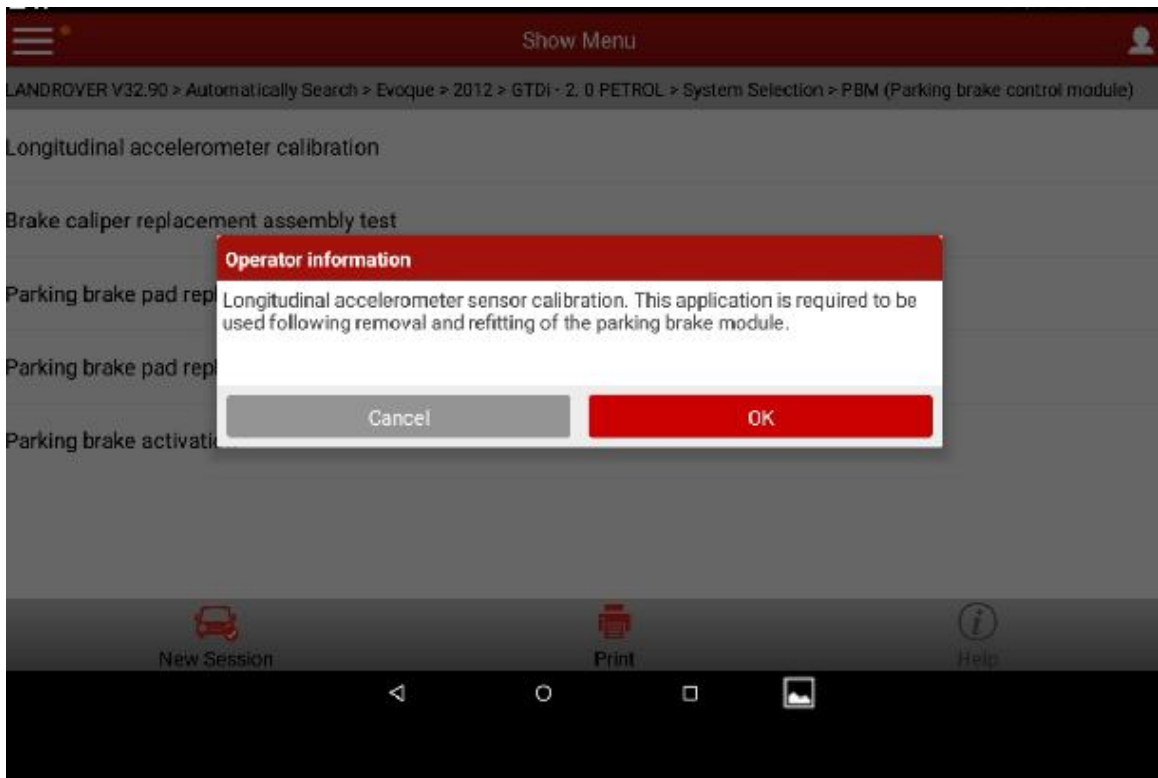 Show Menu
LANDROVER V32.90 > Automatically Search > Evoque > 2012 > GTDi - 2. 0 PETROL > System Selection > PBM (Parking brake control module)
Longitudinal accelerometer calibration
Brake caliper replacement assembly test
Operator information
Parking brake pad repl
Longitudinal accelerometer sensor calibration. This application is required to be
used following removal and refitting of the parking brake module.
Parking brake pad repl
Cancel
OK
Parking brake activati
New Session
Print
Help